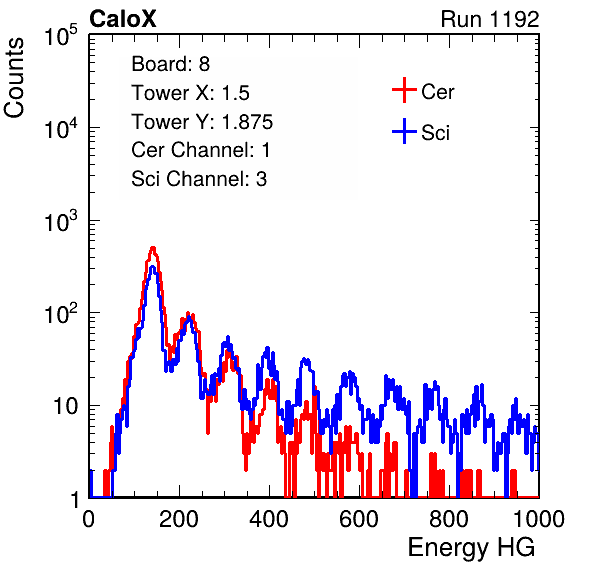 CaloX Run 1192
10^5
Counts
Board: 8
Tower X: 1.5
Tower Y: 1.875
Cer Channel: 1
Sci Channel: 3
Cer
Sci
10^4
10^3
10^2
10
1
0 200 400 600 800 1000
Energy HG